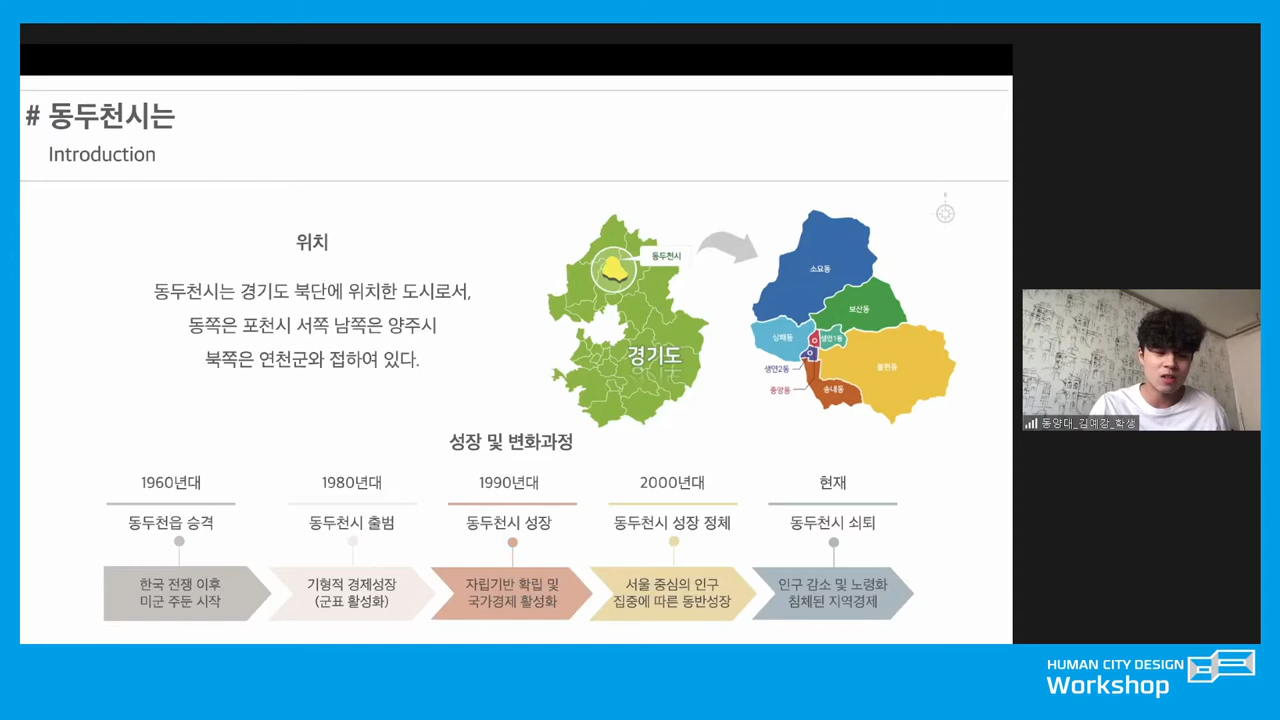 # 동두천시는
Introduction
위치
동두천시는 경기도 북단에 위치한 도시로서,
동쪽은 포천시 서쪽 남쪽은 양주시
북쪽은 연천군와 접하여 있다.
동두천시
경기도
소요동
보산동
상패동
생연1동
불현동
생연2동
중앙동
송내동
성장 및 변화과정
1960년대
동두천읍 승격
한국 전쟁 이후
미군 주둔 시작
1980년대
동두천시 출범
기형적 경제성장
(군표 활성화)
1990년대
동두천시 성장
자립기반 확립 및
국가경제 활성화
2000년대
동두천시 성장 정체
서울 중심의 인구
집중에 따른 동반성장
현재
동두천시 쇠퇴
인구 감소 및 노령화
침체된 지역경제
동양대_김예강_학생
HUMAN CITY DESIGN
Workshop